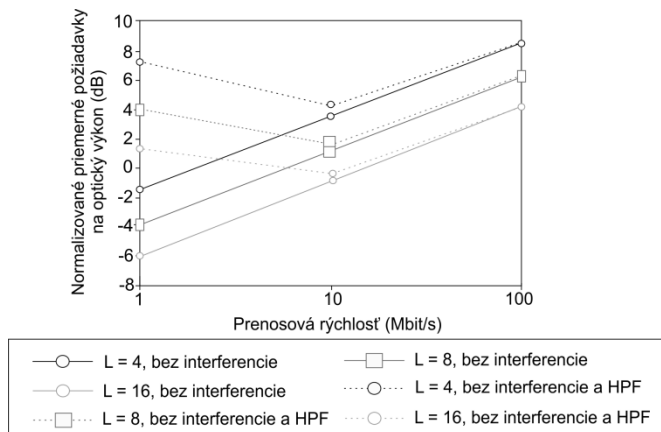 Normalizované priemerné požiadavky
na optický výkon (dB)
10
8
6
4
2
0
-2
-4
-6
-8
1
10
100
Prenosová rýchlosť (Mbit/s)
L = 4, bez interferencie
L = 8, bez interferencie
L = 16, bez interferencie
L = 4, bez interferencie a HPF
L = 8, bez interferencie a HPF
L = 16, bez interferencie a HPF